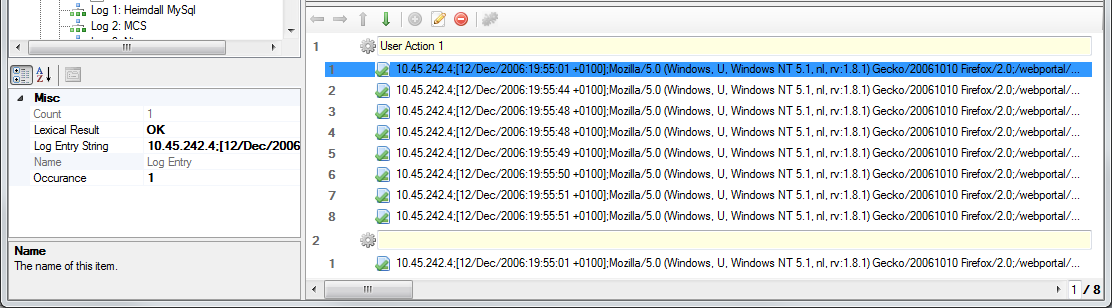 Log 1: Heimdall MySql
Log 2: MCS
Misc
Count 1
Lexical Result OK
Log Entry String 10.45.242.4;[12/Dec/2006
Name Log Entry
Occurance 1
Name
The name of this item.
1 User Action 1
1 10.45.242.4;[12/Dec/2006:19:55:01 +0100];Mozilla/5.0 (Windows, U, Windows NT 5.1, nl, rv:1.8.1) Gecko/20061010 Firefox/2.0;/webportal/...
2 10.45.242.4;[12/Dec/2006:19:55:44 +0100];Mozilla/5.0 (Windows, U, Windows NT 5.1, nl, rv:1.8.1) Gecko/20061010 Firefox/2.0;/webportal/...
3 10.45.242.4;[12/Dec/2006:19:55:48 +0100];Mozilla/5.0 (Windows, U, Windows NT 5.1, nl, rv:1.8.1) Gecko/20061010 Firefox/2.0;/webportal/...
4 10.45.242.4;[12/Dec/2006:19:55:48 +0100];Mozilla/5.0 (Windows, U, Windows NT 5.1, nl, rv:1.8.1) Gecko/20061010 Firefox/2.0;/webportal/...
5 10.45.242.4;[12/Dec/2006:19:55:49 +0100];Mozilla/5.0 (Windows, U, Windows NT 5.1, nl, rv:1.8.1) Gecko/20061010 Firefox/2.0;/webportal/...
6 10.45.242.4;[12/Dec/2006:19:55:50 +0100];Mozilla/5.0 (Windows, U, Windows NT 5.1, nl, rv:1.8.1) Gecko/20061010 Firefox/2.0;/webportal/...
7 10.45.242.4;[12/Dec/2006:19:55:51 +0100];Mozilla/5.0 (Windows, U, Windows NT 5.1, nl, rv:1.8.1) Gecko/20061010 Firefox/2.0;/webportal/...
8 10.45.242.4;[12/Dec/2006:19:55:51 +0100];Mozilla/5.0 (Windows, U, Windows NT 5.1, nl, rv:1.8.1) Gecko/20061010 Firefox/2.0;/webportal/...
2
1 10.45.242.4;[12/Dec/2006:19:55:01 +0100];Mozilla/5.0 (Windows, U, Windows NT 5.1, nl, rv:1.8.1) Gecko/20061010 Firefox/2.0;/webportal/...
1 / 8